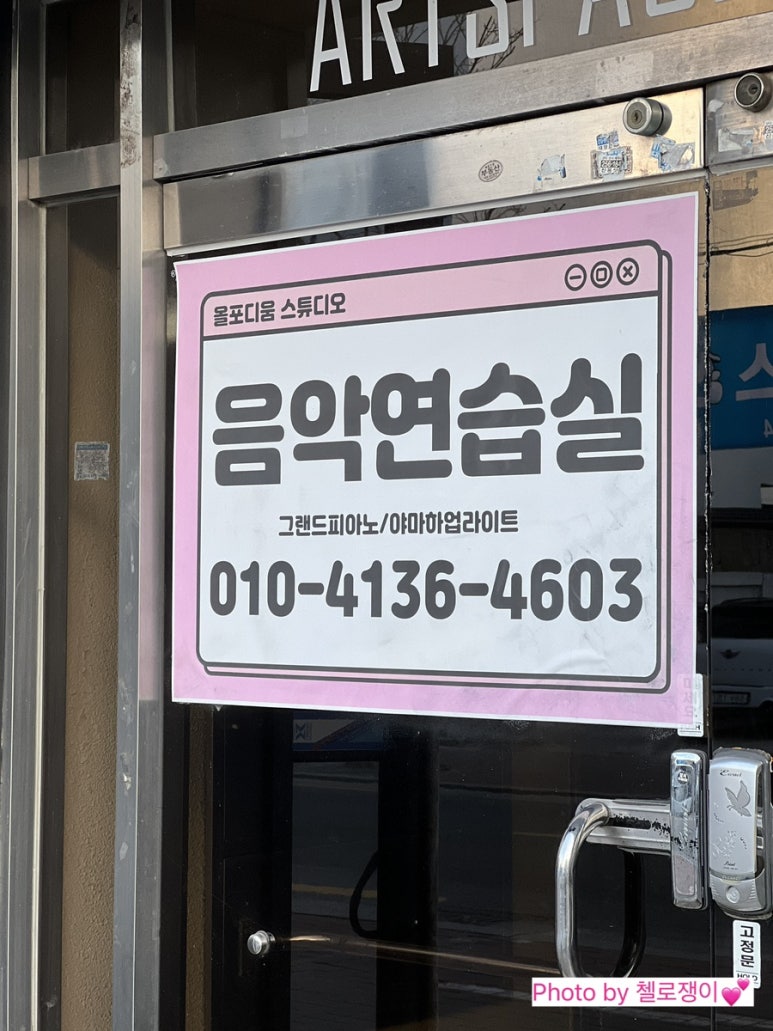 ARTSPAC
올포디움 스튜디오
음악연습실
그랜드피아노/야마하업라이트
010-4136-4603
고정문
Photo by 첼로쟁이💕